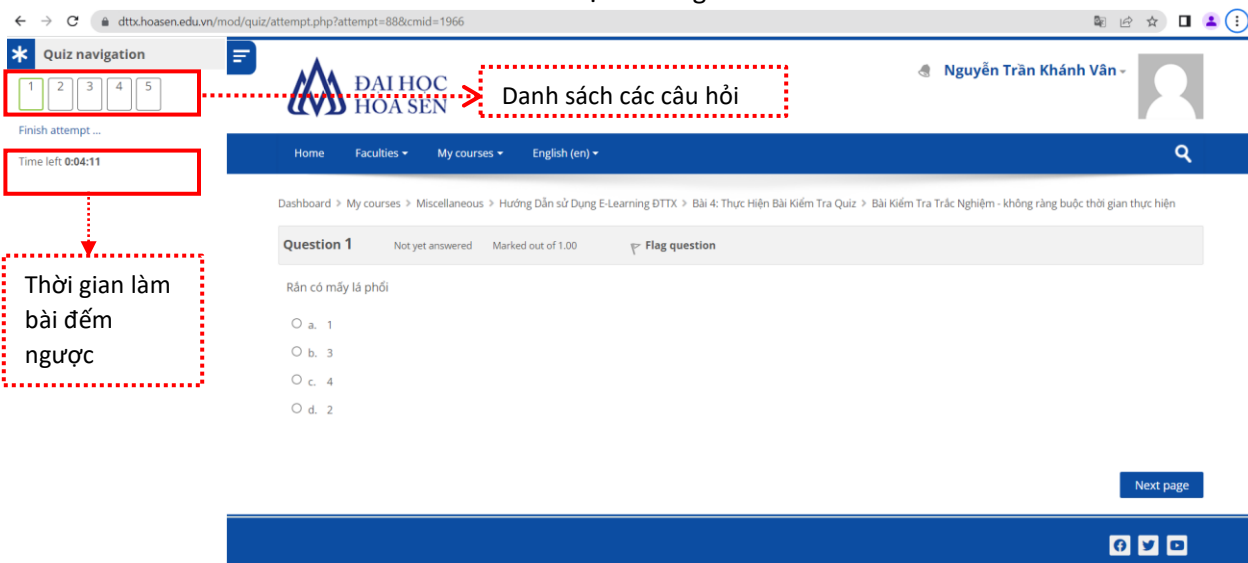 dttx.hoasen.edu.vn/mod/quiz/attempt.php?attempt=88&cmid=1966
Quiz navigation
1 2 3 4 5
Finish attempt ...
Time left 0:04:11
Thời gian làm
bài đếm
ngược
ĐẠI HỌC
HOA SEN
Danh sách các câu hỏi
Nguyễn Trần Khánh Vân
Home Faculties My courses English (en)
Dashboard > My courses > Miscellaneous > Hướng Dẫn sử Dụng E-Learning ĐTTX > Bài 4: Thực Hiện Bài Kiểm Tra Quiz > Bài Kiểm Tra Trắc Nghiệm - không ràng buộc thời gian thực hiện
Question 1 Not yet answered Marked out of 1.00 Flag question
Rắn có mấy lá phổi
a. 1
b. 3
c. 4
d. 2
Next page